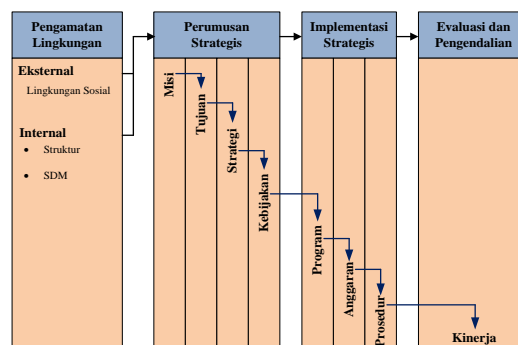 Pengamatan
Lingkungan
Perumusan
Strategis
Implementasi
Strategis
Evaluasi dan
Pengendalian
Eksternal
Lingkungan Sosial
Internal
• Struktur
• SDM
Misi
Tujuan
Strategi
Kebijakan
Program
Anggaran
Prosedur
Kinerja